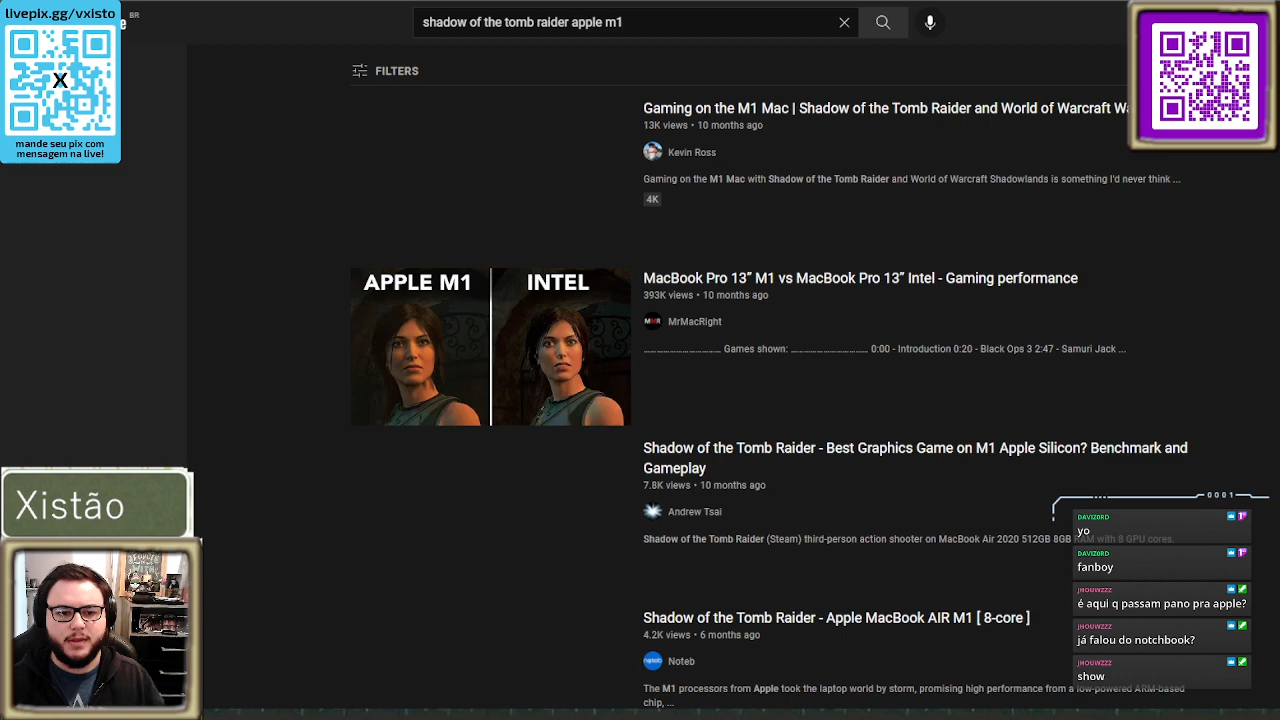 livepix.gg/vxisto
X
mande seu pix com
mensagem na live!
e BR
shadow of the tomb raider apple m1
FILTERS
Gaming on the M1 Mac | Shadow of the Tomb Raider and World of Warcraft
13K views • 10 months ago
Kevin Ross
Gaming on the M1 Mac with Shadow of the Tomb Raider and World of Warcraft Shadowlands is something I'd never think ...
4K
APPLE M1
INTEL
MacBook Pro 13” M1 vs MacBook Pro 13” Intel - Gaming performance
393K views • 10 months ago
MrMacRight
Games shown: 0:00 - Introduction 0:20 - Black Ops 3 2:47 - Samuri Jack ...
Shadow of the Tomb Raider - Best Graphics Game on M1 Apple Silicon? Benchmark and
Gameplay
7.8K views • 10 months ago
Andrew Tsai
Shadow of the Tomb Raider (Steam) third-person action shooter on MacBook Air 2020 512GB 8GB RAM with 8 GPU cores.
Shadow of the Tomb Raider - Apple MacBook AIR M1 [ 8-core ]
4.2K views • 6 months ago
Noteb
The M1 processors from Apple took the laptop world by storm, promising high performance from a low-powered ARM-based
chip, ...
Xistão
0001
DAVIZ0RD
yo
DAVIZ0RD
fanboy
JHOUWZZZ
é aqui q passam pano pra apple?
JHOUWZZZ
já falou do notchbook?
JHOUWZZZ
show